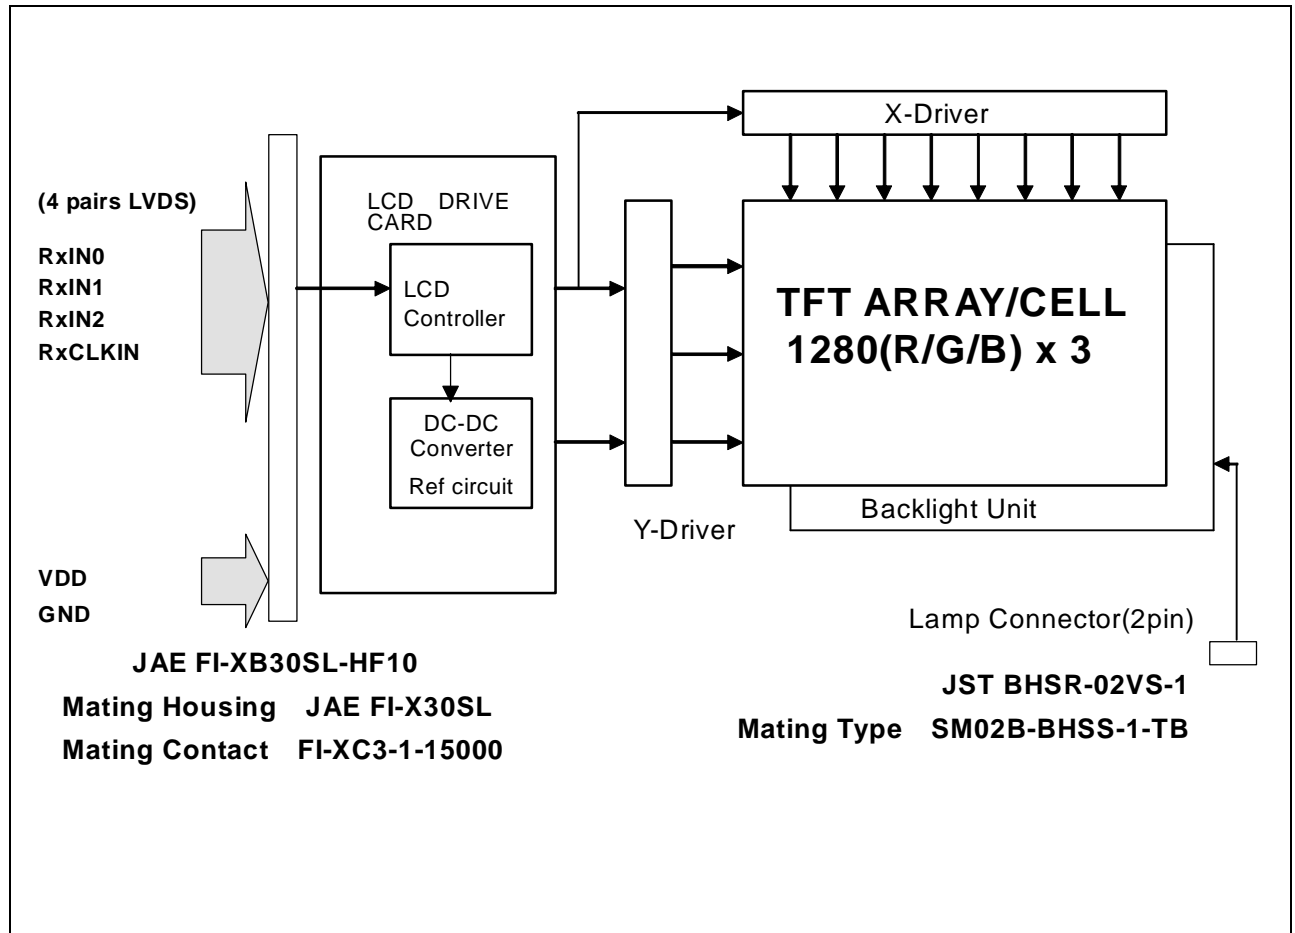 X-Driver
(4 pairs LVDS)
RxIN0
RxIN1
RxIN2
RxCLKIN
LCD DRIVE
CARD
LCD
Controller
DC-DC
Converter
Ref circuit
TFT ARRAY/CELL
1280(R/G/B) x 3
Backlight Unit
Y-Driver
VDD
GND
Lamp Connector(2pin)
JAE FI-XB30SL-HF10
Mating Housing JAE FI-X30SL
Mating Contact FI-XC3-1-15000
JST BHSR-02VS-1
Mating Type SM02B-BHSS-1-TB